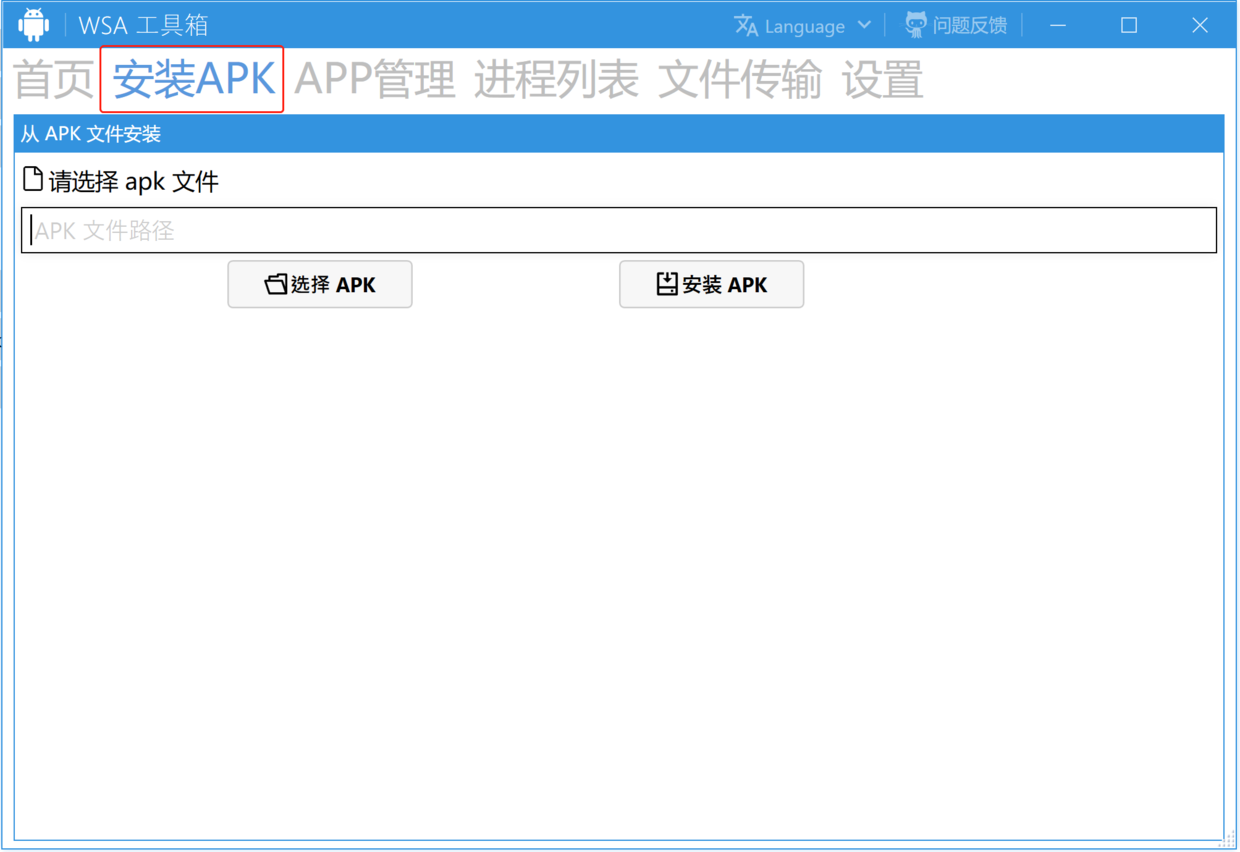 WSA 工具箱 Language 问题反馈
首页 安装APK APP管理 进程列表 文件传输 设置
从 APK 文件安装
请选择 apk 文件
APK 文件路径
选择 APK 安装 APK